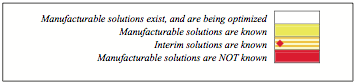 Manufacturable solutions exist, and are being optimized
Manufacturable solutions are known
Interim solutions are known
Manufacturable solutions are NOT known